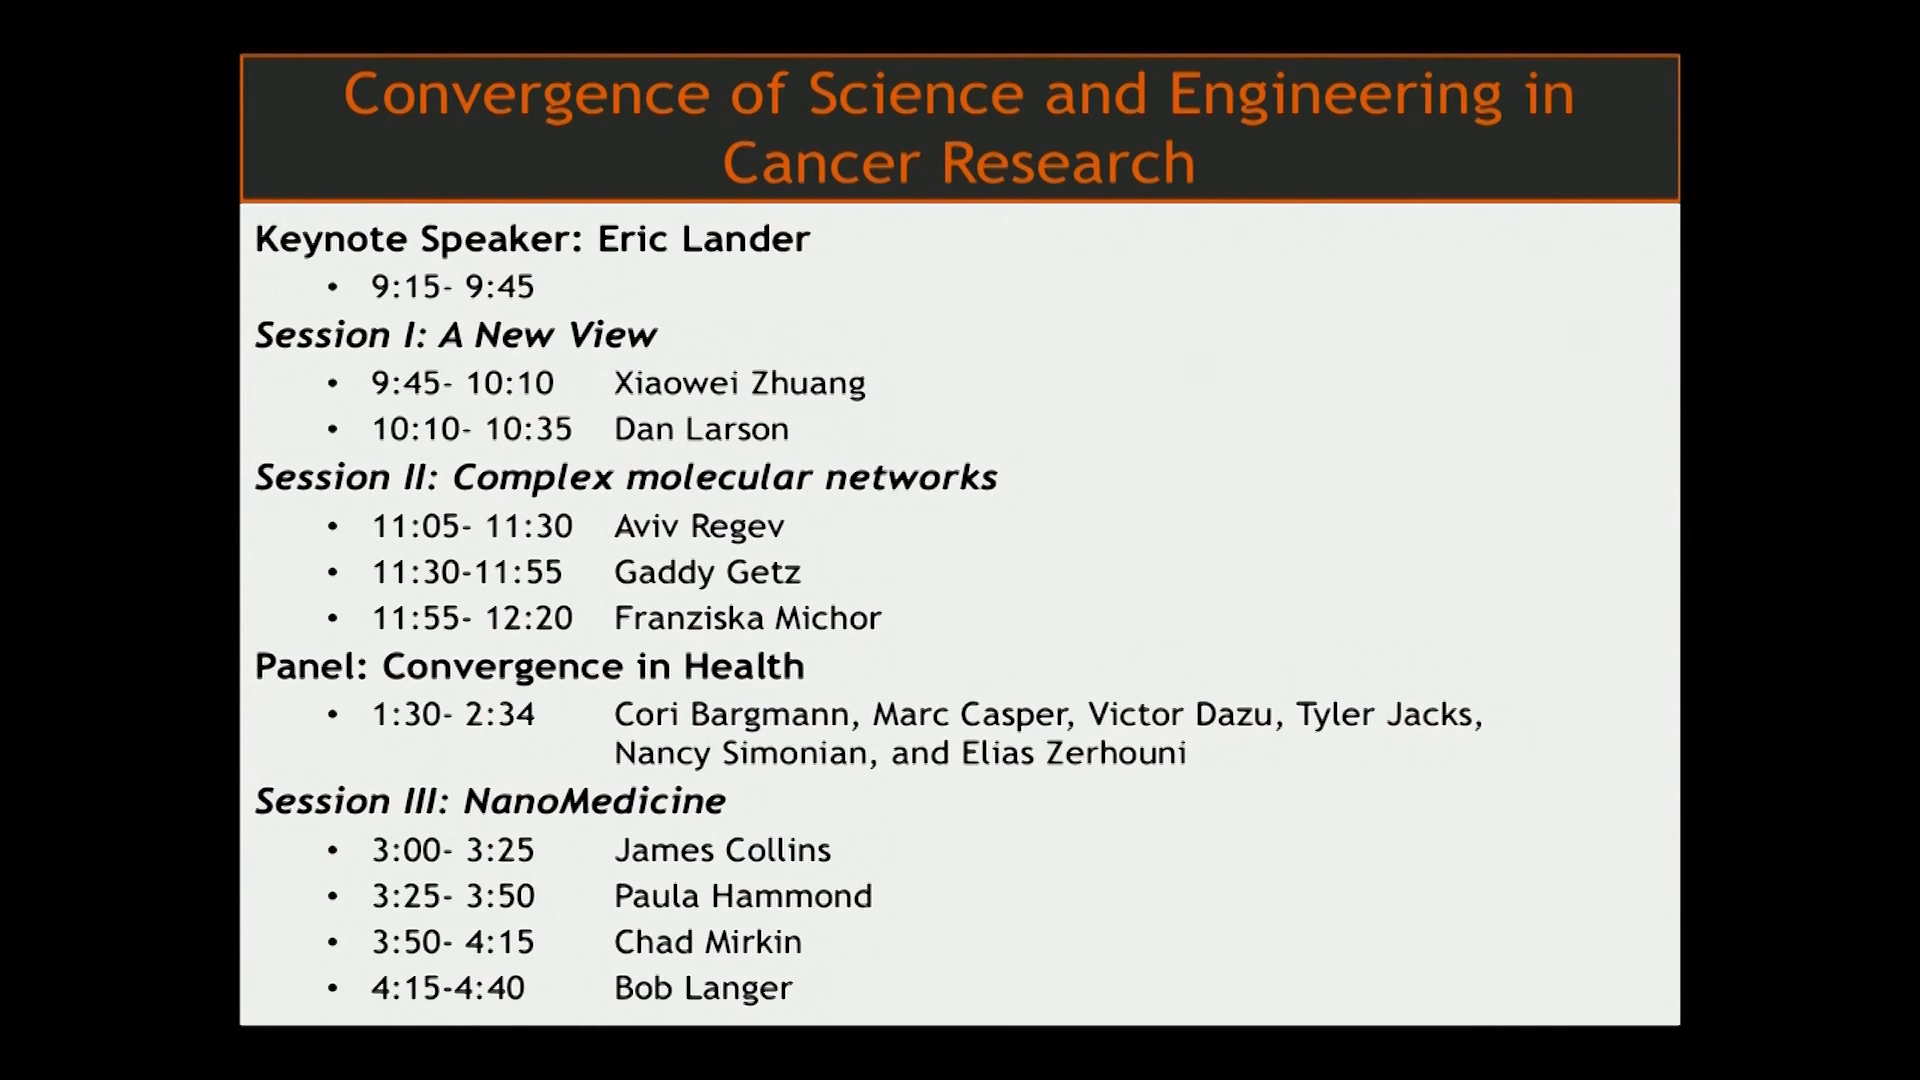 Convergence of Science and Engineering in
Cancer Research
Keynote Speaker: Eric Lander
• 9:15- 9:45
Session I: A New View
• 9:45- 10:10 Xiaowei Zhuang
• 10:10- 10:35 Dan Larson
Session II: Complex molecular networks
• 11:05- 11:30 Aviv Regev
• 11:30-11:55 Gaddy Getz
• 11:55- 12:20 Franziska Michor
Panel: Convergence in Health
• 1:30- 2:34 Cori Bargmann, Marc Casper, Victor Dazu, Tyler Jacks,
Nancy Simonian, and Elias Zerhouni
Session III: NanoMedicine
• 3:00- 3:25 James Collins
• 3:25- 3:50 Paula Hammond
• 3:50- 4:15 Chad Mirkin
• 4:15-4:40 Bob Langer